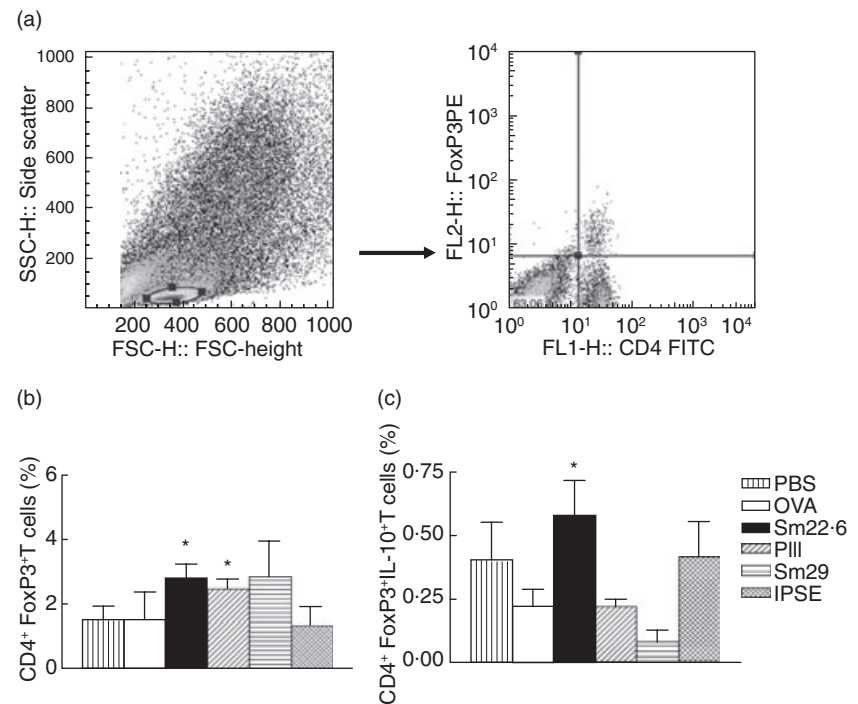 (a)
1000
800
600
400
200
SSC-H:: Side scatter
200 400 600 800 1000
FSC-H:: FSC-height
10⁴
10³
10²
10¹
10⁰
FL2-H:: FoxP3PE
63.06
10⁰ 10¹ 10² 10³ 10⁴
FL1-H:: CD4 FITC
(b)
CD4⁺ FoxP3⁺T cells (%)
6
4
2
0
* *
(c)
CD4⁺ FoxP3⁺IL-10⁺T cells (%)
0·75
0·50
0·25
0·00
*
PBS
OVA
Sm22·6
PIII
Sm29
IPSE